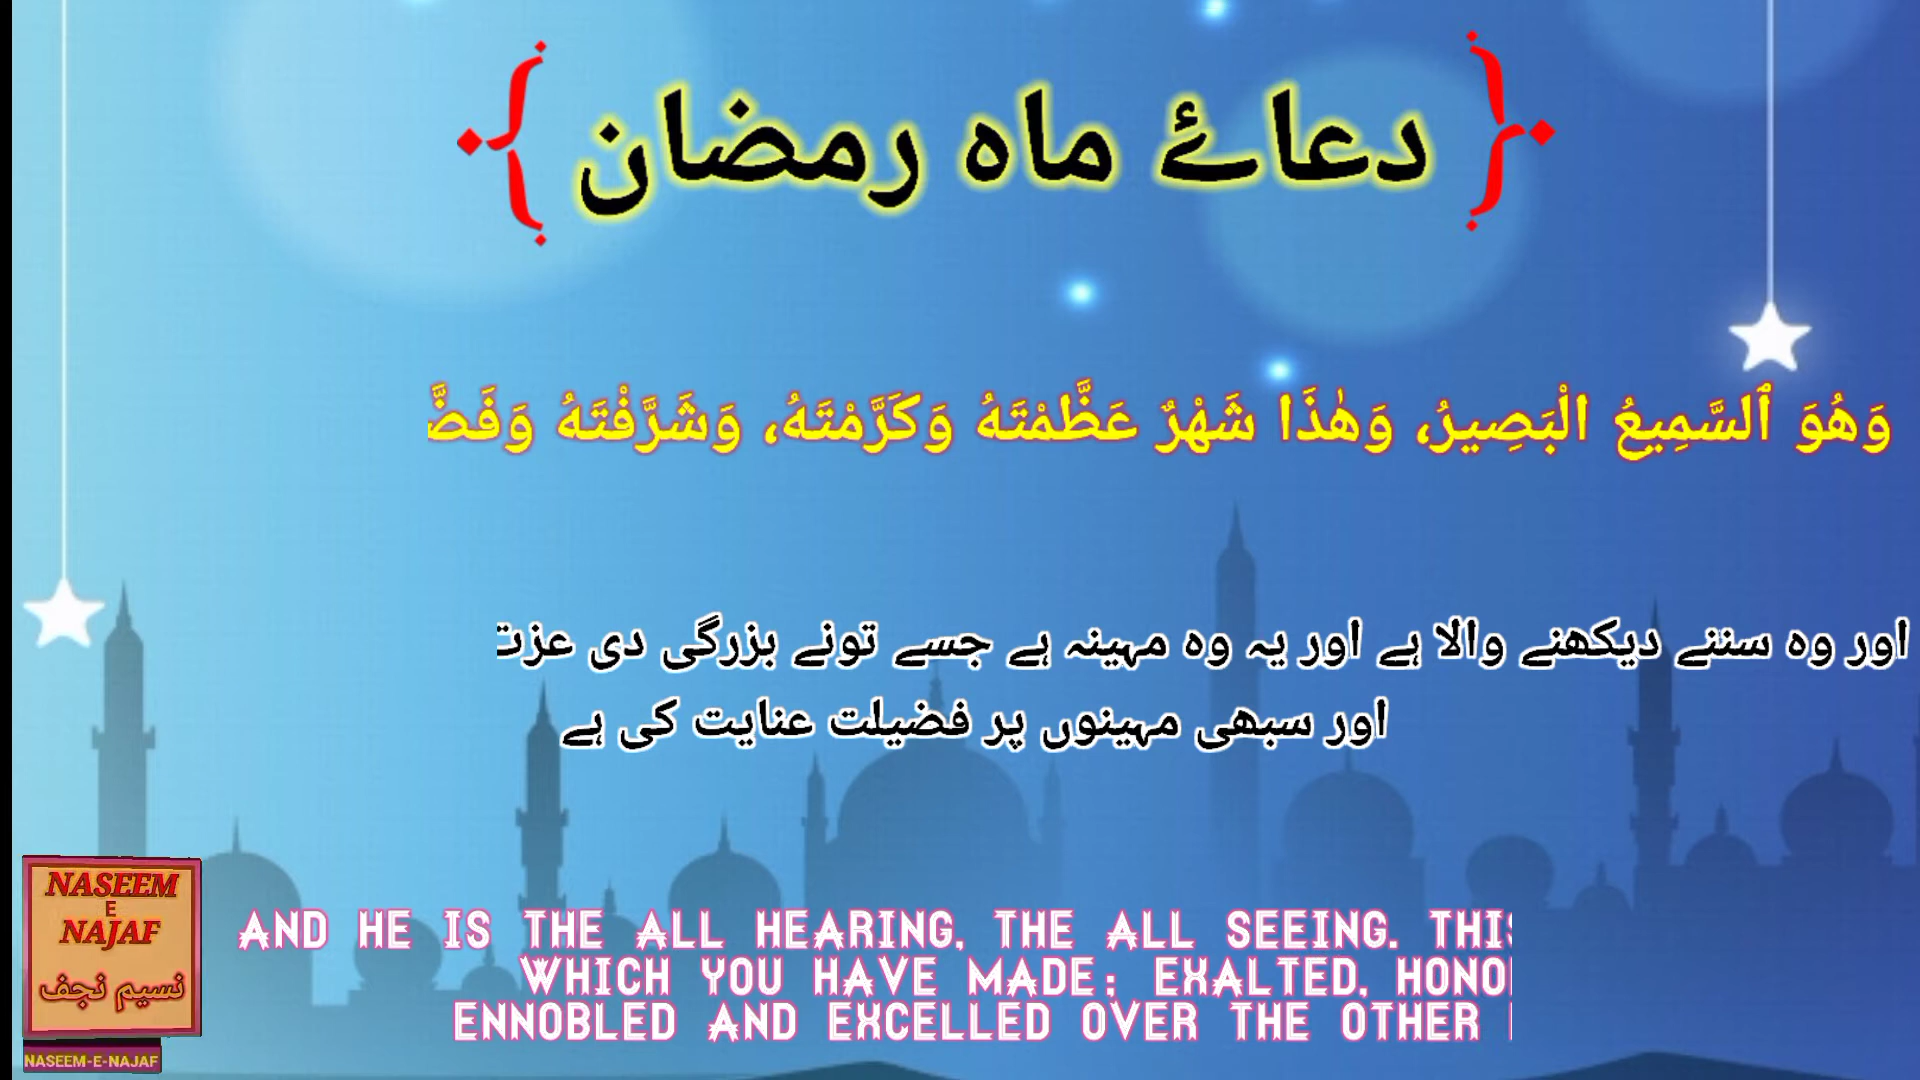 دعائے ماہ رمضان
وَهُوَ ٱلسَّمِيعُ الْبَصِيرُ، وَهٰذَا شَهْرٌ عَظَّمْتَهُ وَكَرَّمْتَهُ، وَشَرَّفْتَهُ
اور وہ سننے دیکھنے والا ہے اور یہ وہ مہینہ ہے جسے تونے بزرگی دی عزت
اور سبھی مہینوں پر فضیلت عنایت کی ہے
AND HE IS THE ALL HEARING, THE ALL SEEING. THIS
WHICH YOU HAVE MADE; EXALTED,
ENNOBLED AND EXCELLED OVER THE OTHER
NASEEM
E
NAJAF
نسیم نجف
NASEEM-E-NAJAF